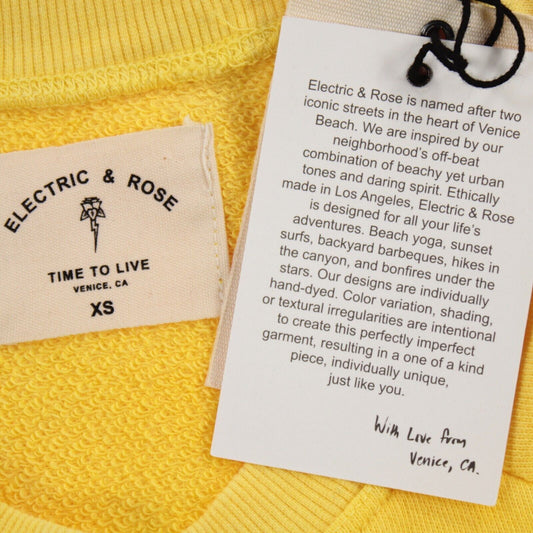 ELECTRIC & ROSE
TIME TO LIVE
VENICE, CA
XS
Electric & Rose is named after two
iconic streets in the heart of Venice
Beach. We are inspired by our
neighborhood's off-beat
combination of beachy yet urban
tones and daring spirit. Ethically
made in Los Angeles, Electric & Rose
is designed for all your life's
adventures. Beach yoga, sunset
surfs, backyard barbeques, hikes in
the canyon, and bonfires under the
stars. Our designs are individually
hand-dyed. Color variation, shading,
or textural irregularities are intentional
to create this perfectly imperfect
garment, resulting in a one of a kind
piece, individually unique,
just like you.
With Love from
Venice, CA.